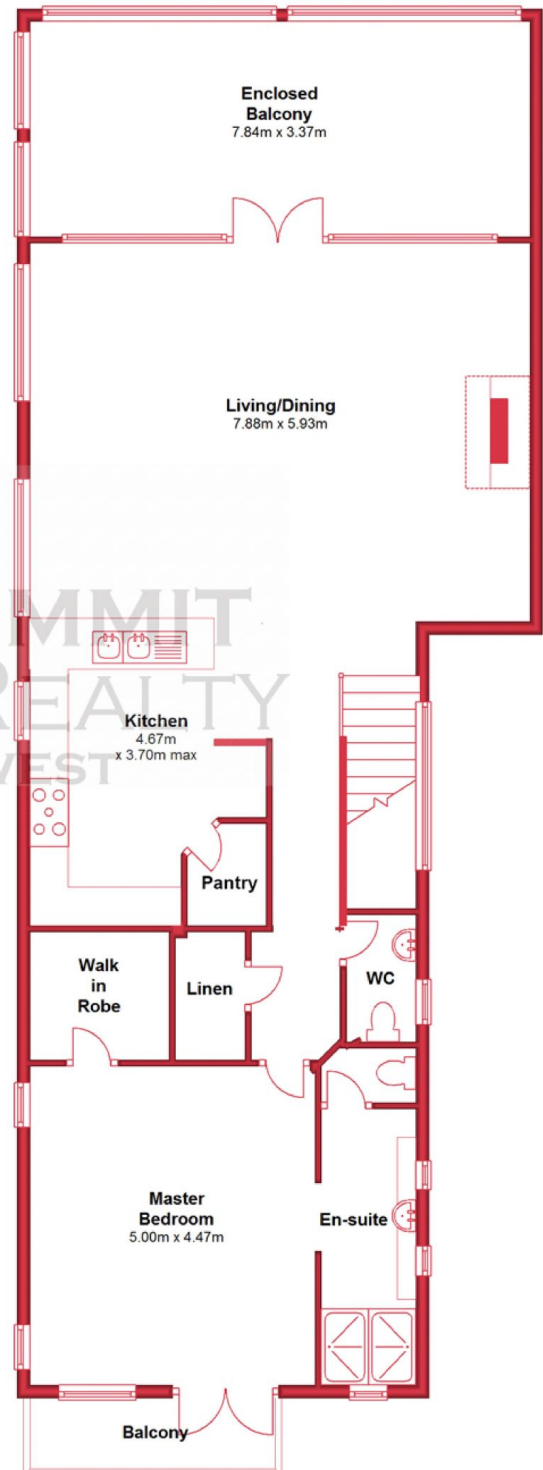 Enclosed
Balcony
7.84m x 3.37m
Living/Dining
7.88m x 5.93m
MMIT
REALTY
WEST
Kitchen
4.67m
x 3.70m max
Pantry
Walk
in
Robe
Linen
WC
Master
Bedroom
5.00m x 4.47m
En-suite
Balcony